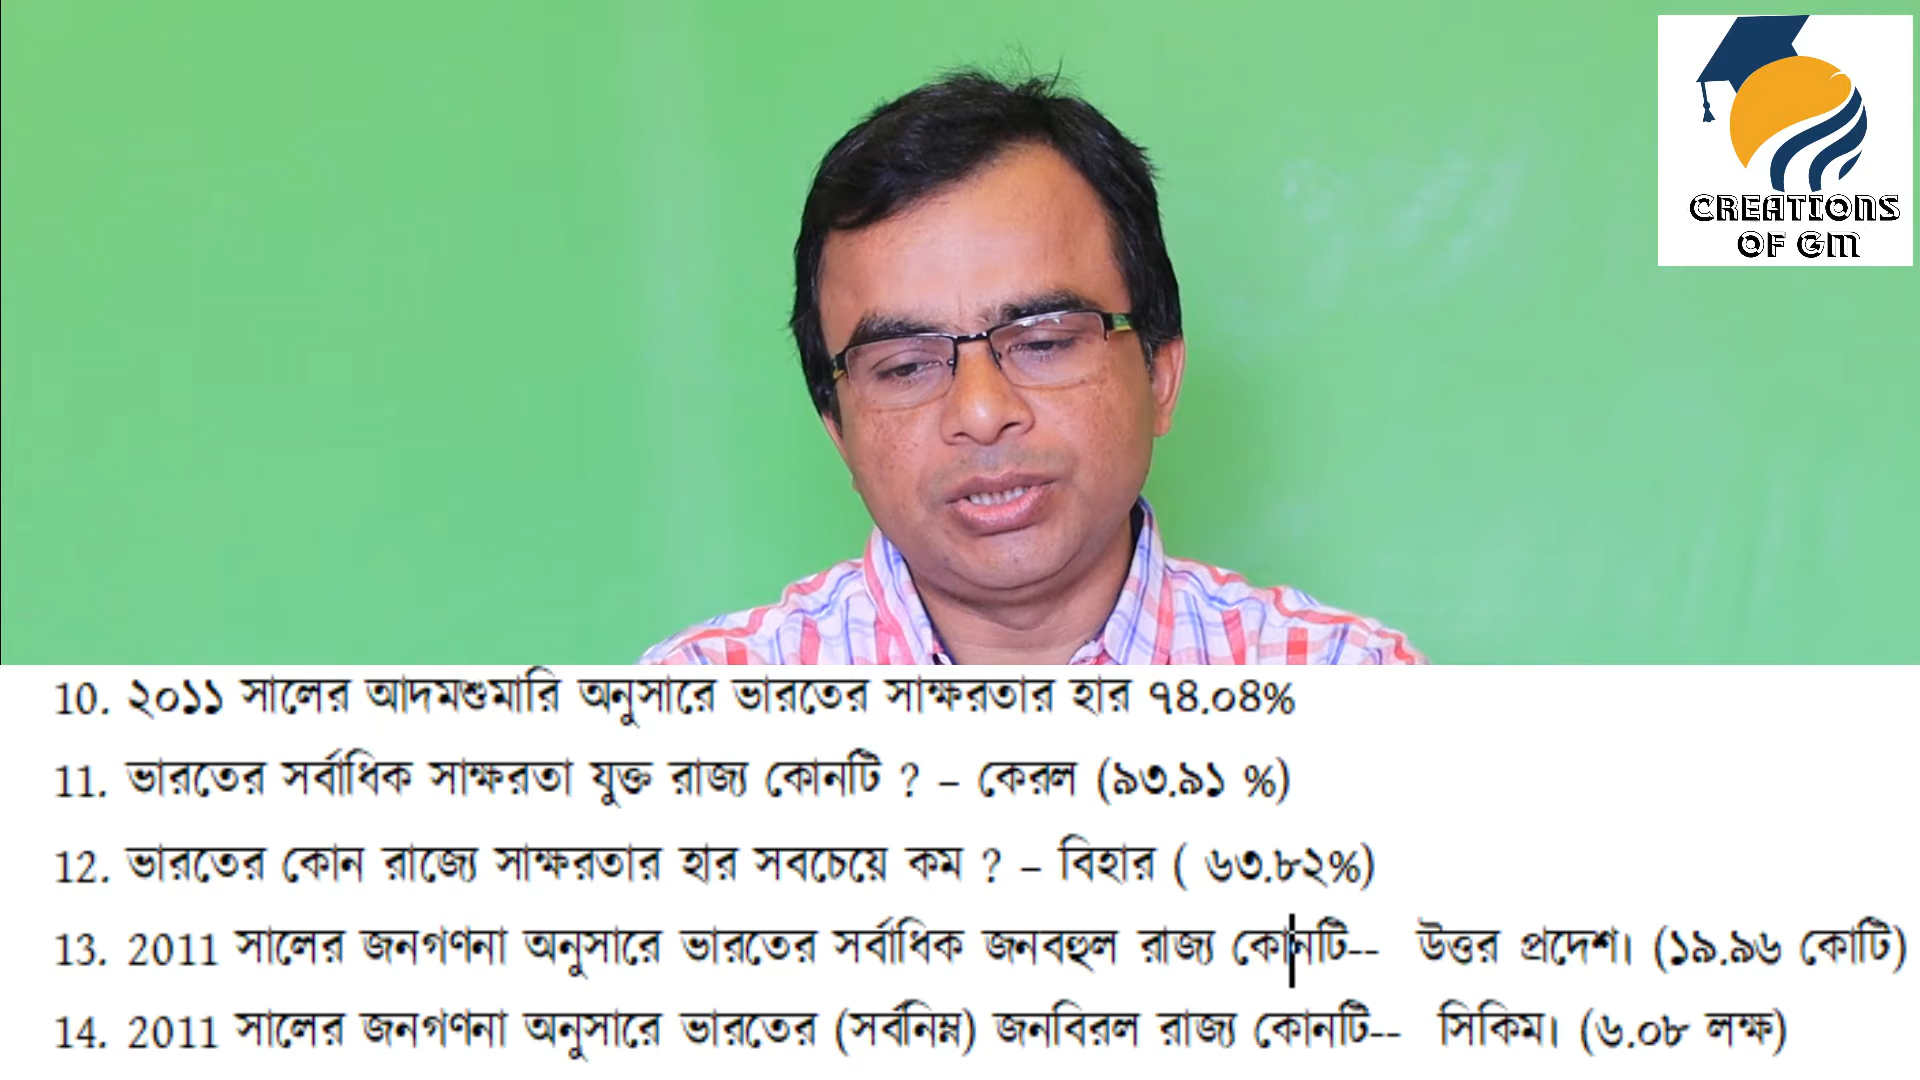 CREATIONS
OF GM
10. ২০১১ সালের আদমশুমারি অনুসারে ভারতের সাক্ষরতার হার ৭৪.০৪%
11. ভারতের সর্বাধিক সাক্ষরতা যুক্ত রাজ্য কোনটি ? – কেরল (৯৩.৯১ %)
12. ভারতের কোন রাজ্যে সাক্ষরতার হার সবচেয়ে কম ? – বিহার ( ৬৩.৮২%)
13. 2011 সালের জনগণনা অনুসারে ভারতের সর্বাধিক জনবহুল রাজ্য কোনটি-- উত্তর প্রদেশ। (১৯.৯৬ কোটি)
14. 2011 সালের জনগণনা অনুসারে ভারতের (সর্বনিম্ন) জনবিরল রাজ্য কোনটি-- সিকিম। (৬.০৮ লক্ষ)